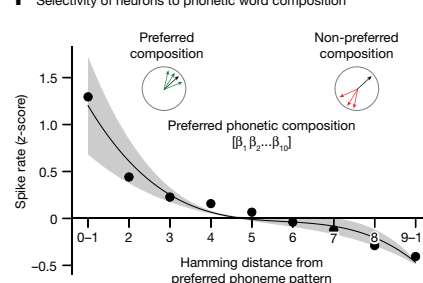 Selectivity of neurons to phonetic word composition
Preferred
composition
Non-preferred
composition
Preferred phonetic composition
[β1 β2...β10]
Spike rate (z-score)
1.5
1.0
0.5
0
–0.5
0–1 2 3 4 5 6 7 8 9–1
Hamming distance from
preferred phoneme pattern